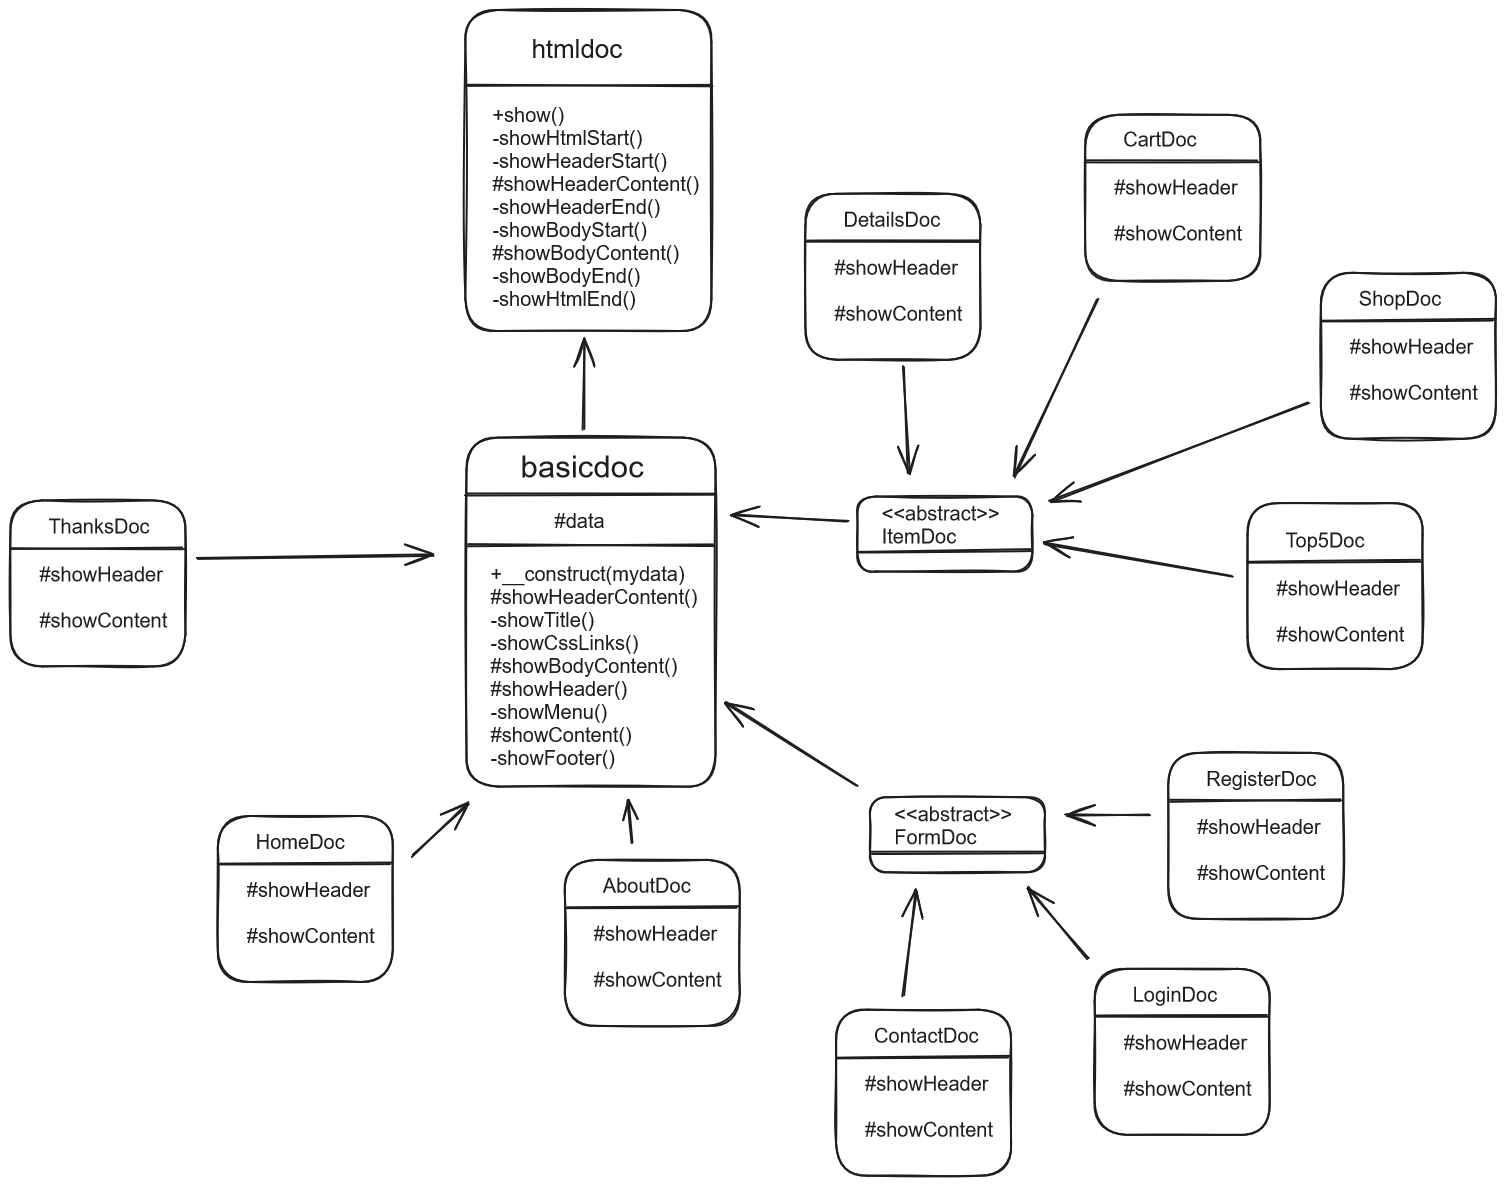 htmldoc
+show()
-showHtmlStart()
-showHeaderStart()
#showHeaderContent()
-showHeaderEnd()
-showBodyStart()
#showBodyContent()
-showBodyEnd()
-showHtmlEnd()
CartDoc
#showHeader
#showContent
DetailsDoc
#showHeader
#showContent
ShopDoc
#showHeader
#showContent
basicdoc
#data
+__construct(mydata)
#showHeaderContent()
-showTitle()
-showCssLinks()
#showBodyContent()
#showHeader()
-showMenu()
#showContent()
-showFooter()
<<abstract>>
ItemDoc
ThanksDoc
#showHeader
#showContent
Top5Doc
#showHeader
#showContent
RegisterDoc
#showHeader
#showContent
<<abstract>>
FormDoc
HomeDoc
#showHeader
#showContent
AboutDoc
#showHeader
#showContent
LoginDoc
#showHeader
#showContent
ContactDoc
#showHeader
#showContent